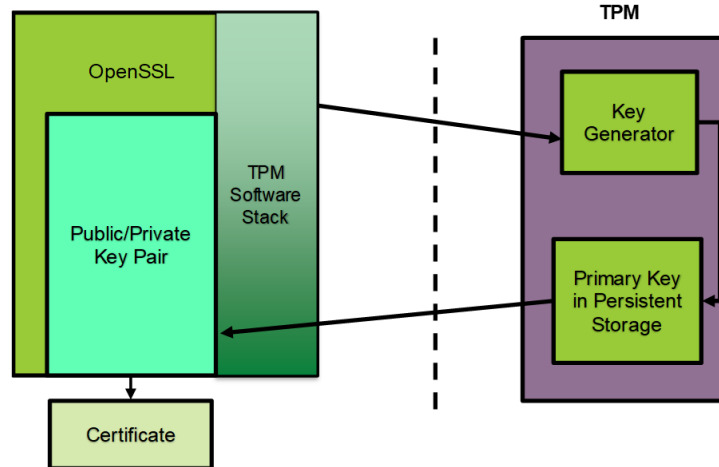 TPM
OpenSSL
Key
Generator
TPM
Software
Stack
Public/Private
Key Pair
Primary Key
in Persistent
Storage
Certificate